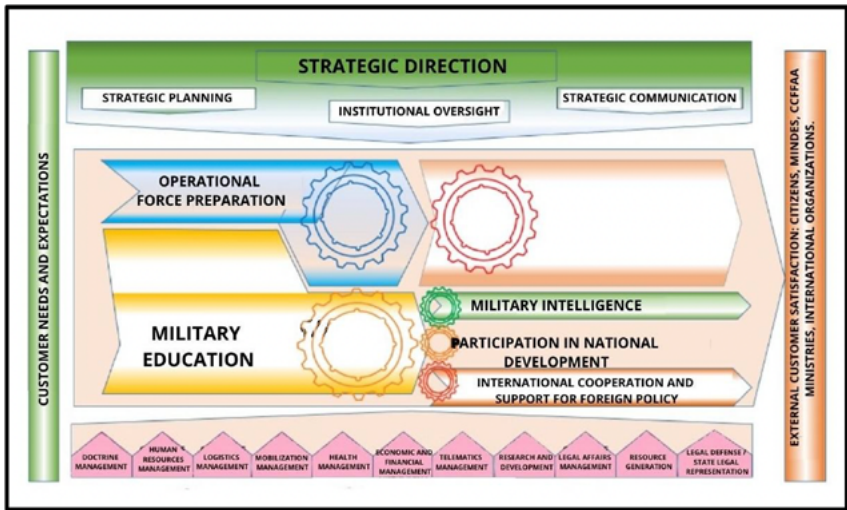 STRATEGIC DIRECTION
STRATEGIC PLANNING
INSTITUTIONAL OVERSIGHT
STRATEGIC COMMUNICATION
CUSTOMER NEEDS AND EXPECTATIONS
OPERATIONAL
FORCE PREPARATION
MILITARY
EDUCATION
MILITARY INTELLIGENCE
PARTICIPATION IN NATIONAL
DEVELOPMENT
INTERNATIONAL COOPERATION AND
SUPPORT FOR FOREIGN POLICY
EXTERNAL CUSTOMER SATISFACTION: CITIZENS, MINDES, CCFFAA
MINISTRIES, INTERNATIONAL ORGANIZATIONS.
DOCTRINE
MANAGEMENT
HUMAN
RESOURCES
MANAGEMENT
LOGISTICS
MANAGEMENT
MOBILIZATION
MANAGEMENT
HEALTH
MANAGEMENT
ECONOMIC AND
FINANCIAL
MANAGEMENT
TELEMATICS
MANAGEMENT
RESEARCH AND
DEVELOPMENT
LEGAL AFFAIRS
MANAGEMENT
RESOURCE
GENERATION
LEGAL DEFENSE /
STATE LEGAL
REPRESENTATION